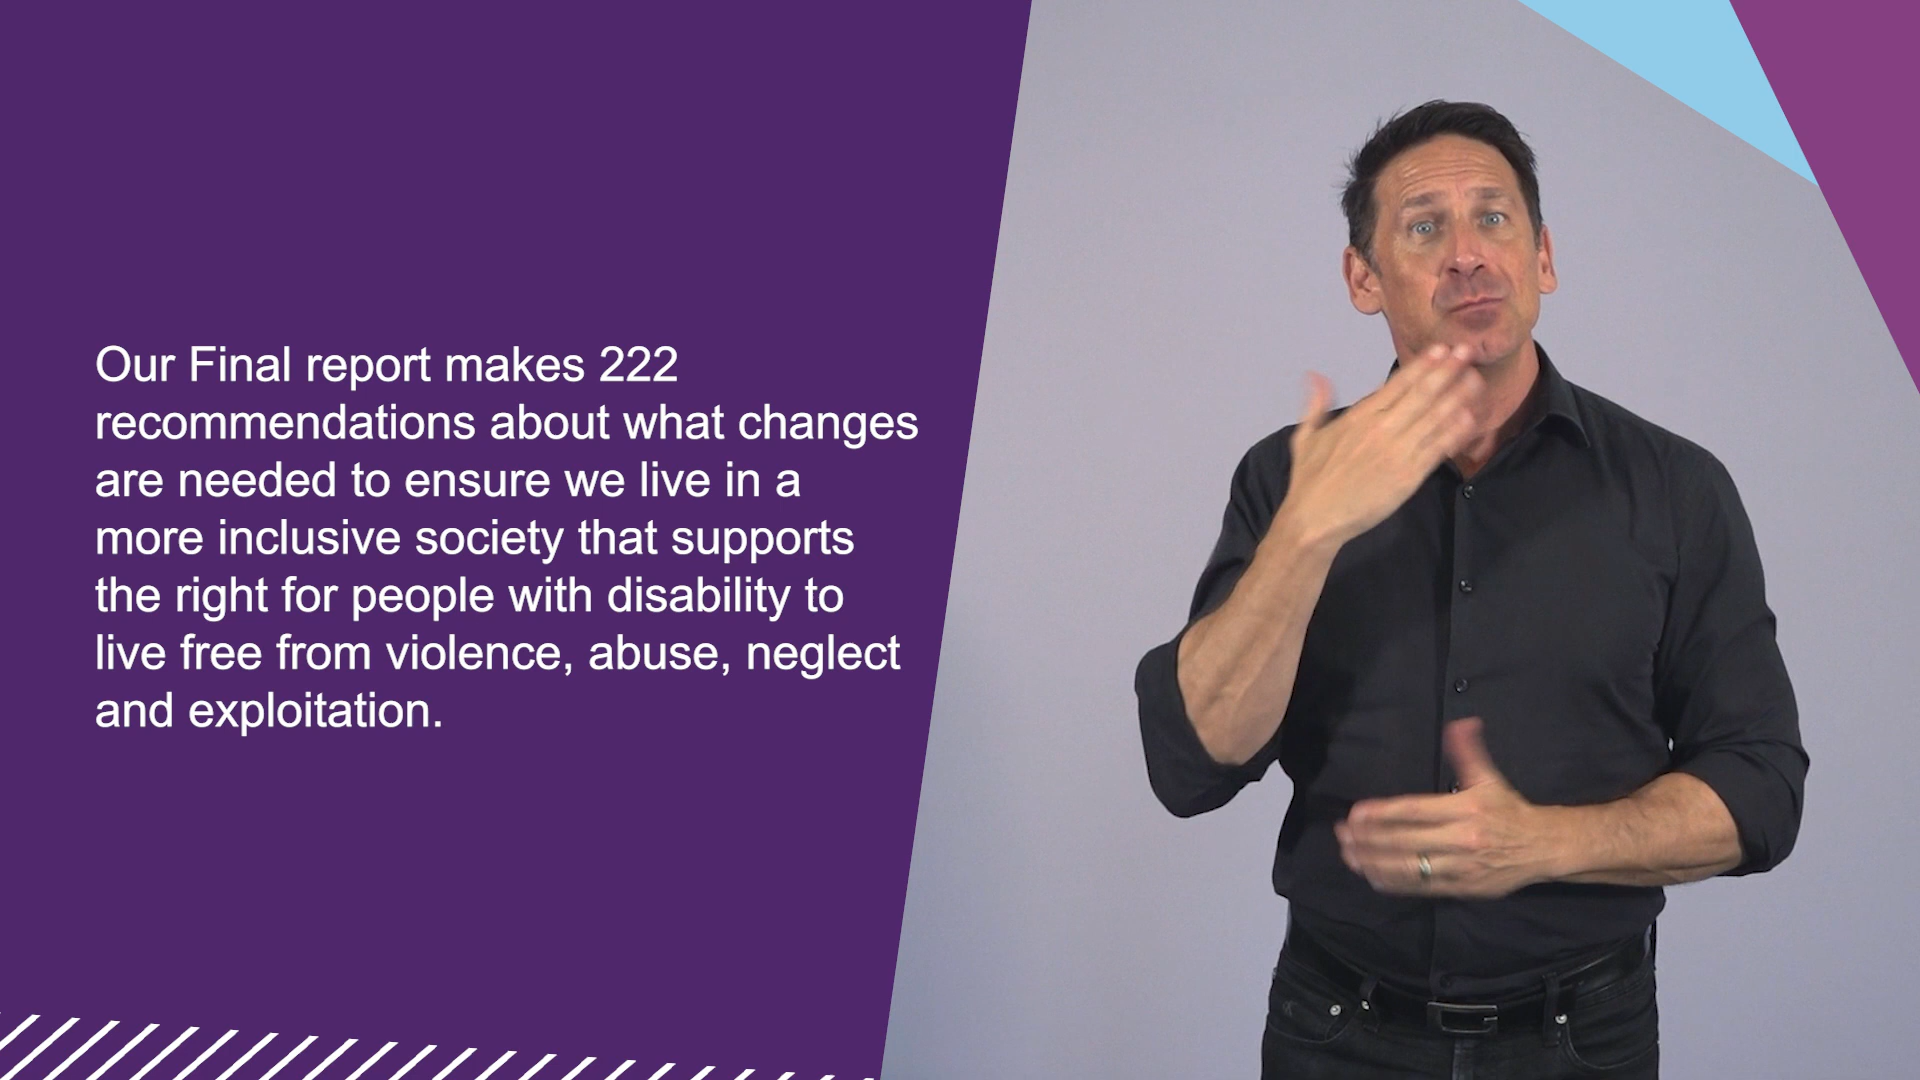 Our Final report makes 222
recommendations about what changes
are needed to ensure we live in a
more inclusive society that supports
the right for people with disability to
live free from violence, abuse, neglect
and exploitation.